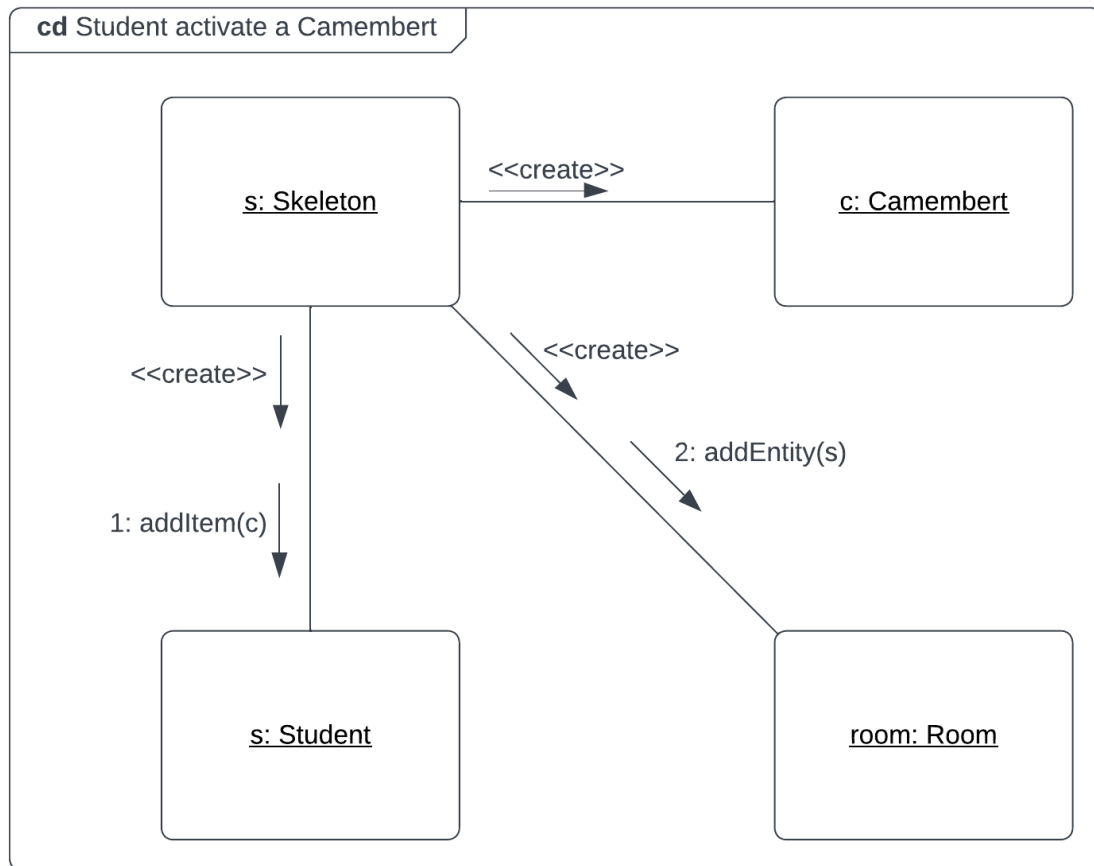 cd Student activate a Camembert
s: Skeleton
<<create>>
c: Camembert
<<create>>
<<create>>
2: addEntity(s)
1: addItem(c)
s: Student
room: Room